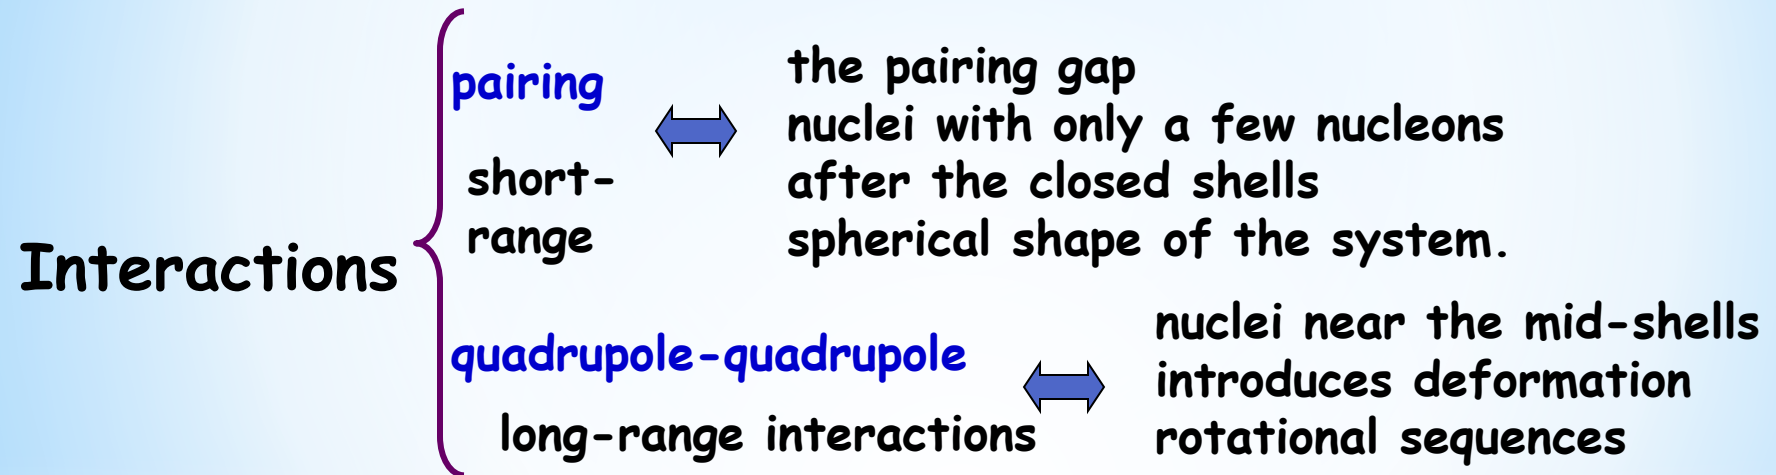 Interactions
pairing
short-
range
the pairing gap
nuclei with only a few nucleons
after the closed shells
spherical shape of the system.
quadrupole-quadrupole
long-range interactions
nuclei near the mid-shells
introduces deformation
rotational sequences